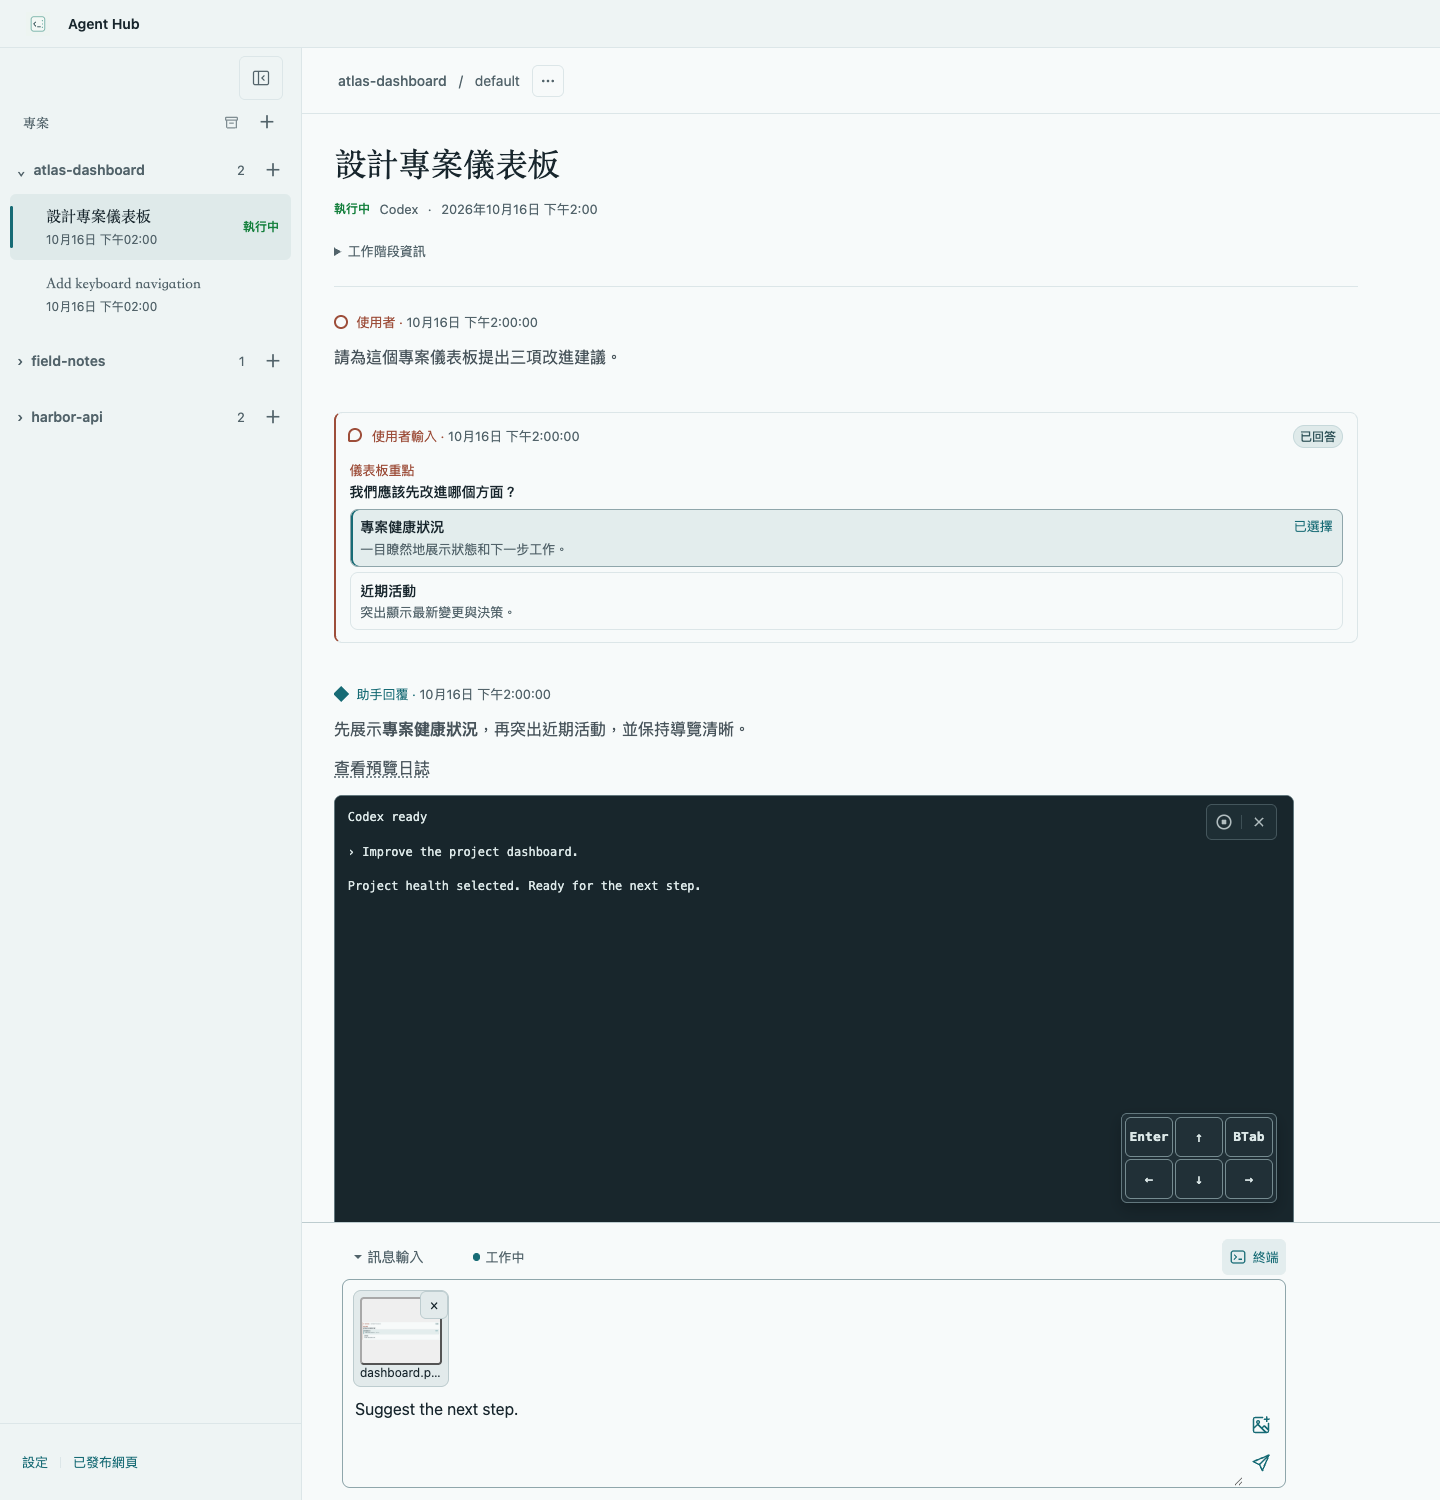 Agent Hub
專案
atlas-dashboard 2
設計專案儀表板
執行中
10月16日 下午02:00
Add keyboard navigation
10月16日 下午02:00
field-notes 1
harbor-api 2
設定
已發布網頁
atlas-dashboard / default
設計專案儀表板
執行中 Codex · 2026年10月16日 下午2:00
工作階段資訊
使用者 · 10月16日 下午2:00:00
請為這個專案儀表板提出三項改進建議。
使用者輸入 · 10月16日 下午2:00:00
已回答
儀表板重點
我們應該先改進哪個方面？
專案健康狀況
已選擇
一目瞭然地展示狀態和下一步工作。
近期活動
突出顯示最新變更與決策。
助手回覆 · 10月16日 下午2:00:00
先展示專案健康狀況，再突出近期活動，並保持導覽清晰。
查看預覽日誌
Codex ready
› Improve the project dashboard.
Project health selected. Ready for the next step.
Enter ↑ BTab
← ↓ →
訊息輸入
工作中
終端
dashboard.p...
Suggest the next step.